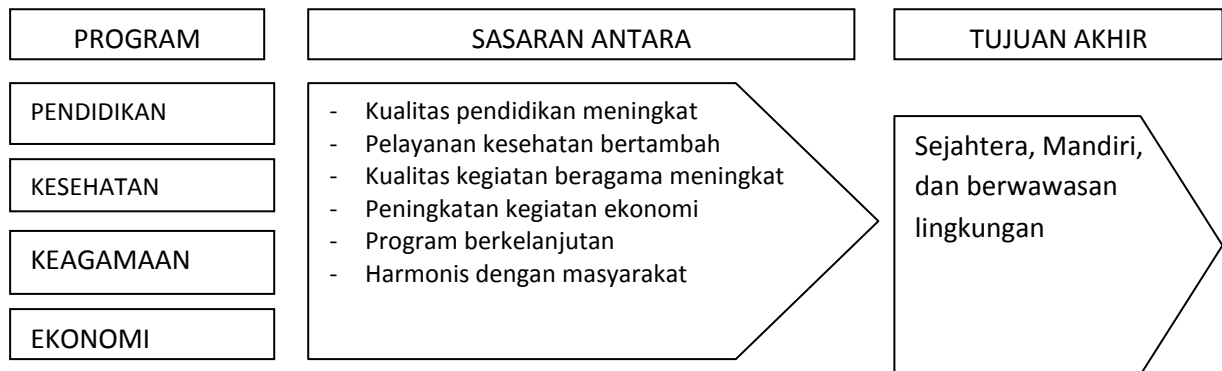 PROGRAM
SASARAN ANTARA
TUJUAN AKHIR
PENDIDIKAN
KESEHATAN
KEAGAMAAN
EKONOMI
- Kualitas pendidikan meningkat
- Pelayanan kesehatan bertambah
- Kualitas kegiatan beragama meningkat
- Peningkatan kegiatan ekonomi
- Program berkelanjutan
- Harmonis dengan masyarakat
Sejahtera, Mandiri,
dan berwawasan
lingkungan